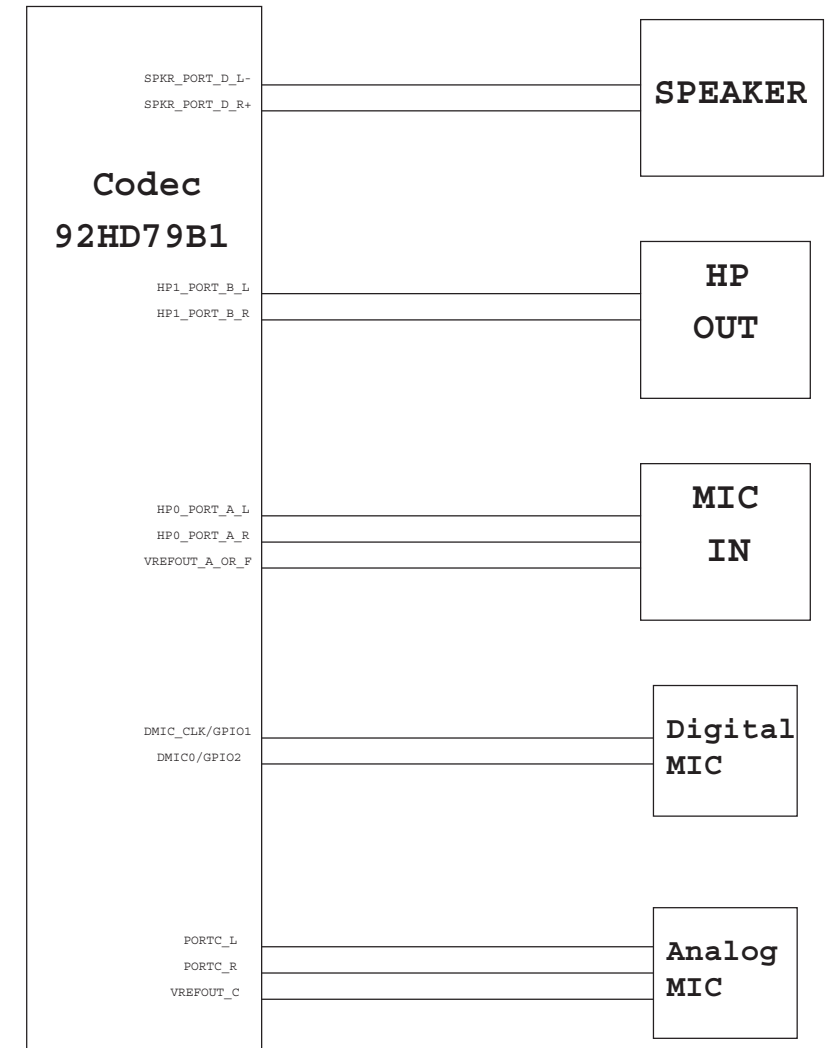 SPKR_PORT_D_L-
SPKR_PORT_D_R+
SPEAKER
Codec
92HD79B1
HP1_PORT_B_L
HP1_PORT_B_R
HP
OUT
HP0_PORT_A_L
HP0_PORT_A_R
VREFOUT_A_OR_F
MIC
IN
DMIC_CLK/GPIO1
DMIC0/GPIO2
Digital
MIC
PORTC_L
PORTC_R
VREFOUT_C
Analog
MIC